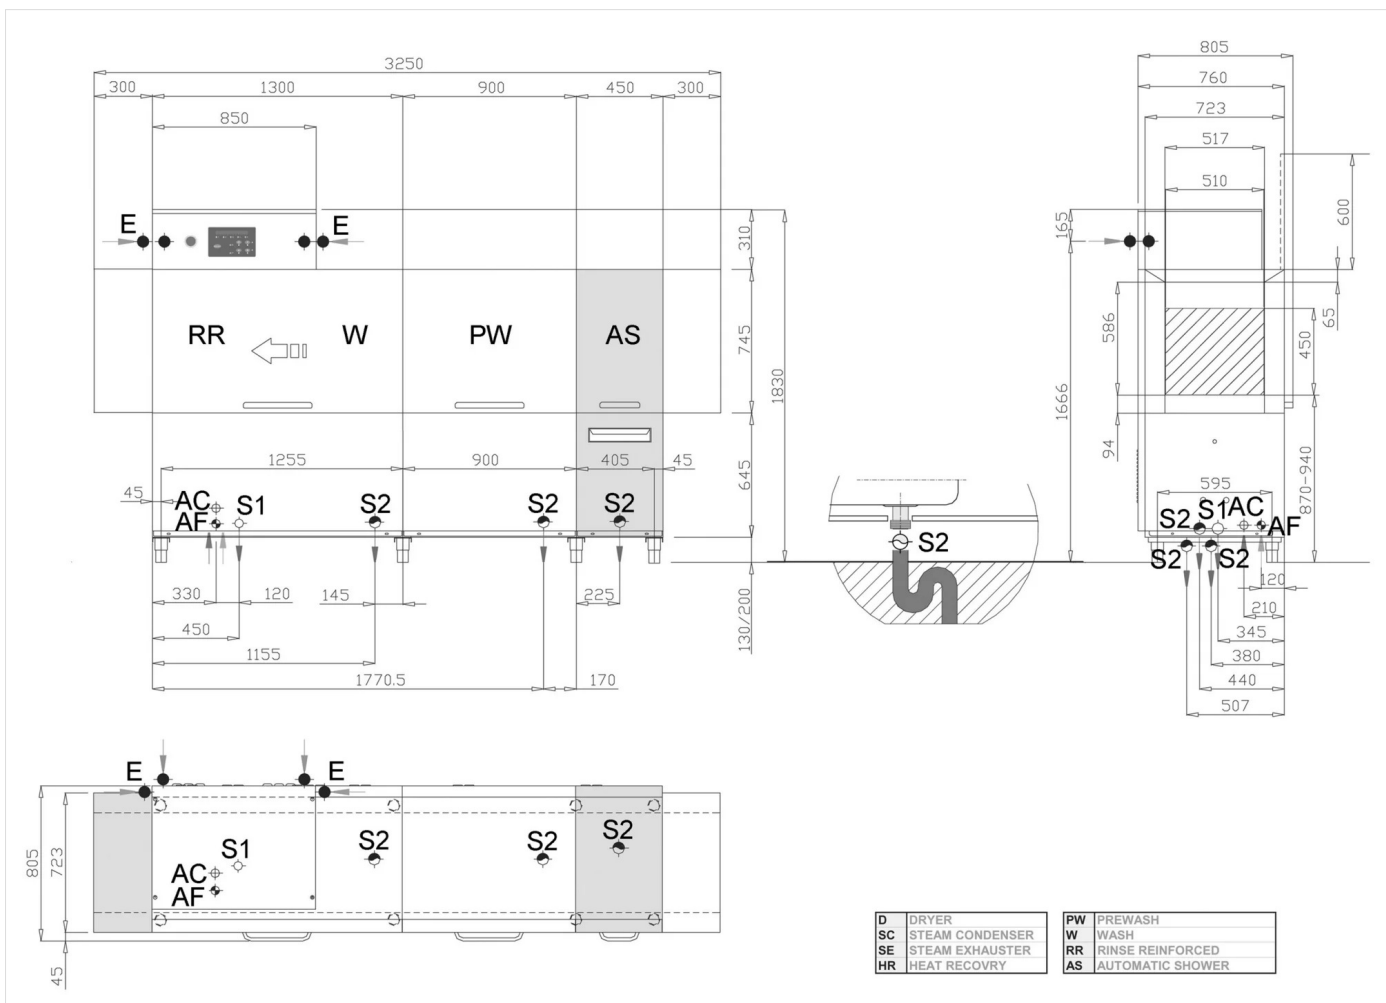 3250
805
300 1300 900 450 300
760
850
723
517
510
E E
310
165
600
RR W PW AS
745
1830
1666
586
65
450
1255 900 405 45
645
94
870-940
45
AC
AF
S1 S2 S2 S2
S2
595
S2 S1 AC AF
S2 S2
330 120 145 225
130/200
120
450
210
1155
345
1770.5 170
380
440
507
E E
805
723
S1 S2 S2 S2
AC
AF
45
D DRYER
SC STEAM CONDENSER
SE STEAM EXHAUSTER
HR HEAT RECOVRY
PW PREWASH
W WASH
RR RINSE REINFORCED
AS AUTOMATIC SHOWER